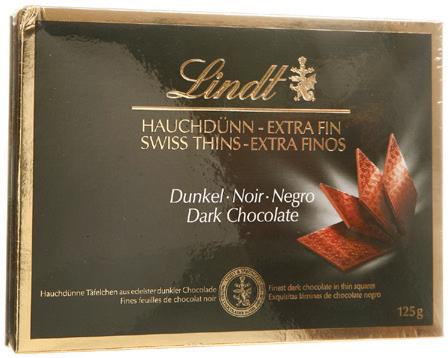 Lindt
HAUCHDÜNN - EXTRA FIN
SWISS THINS - EXTRA FINOS
Dunkel · Noir · Negro
Dark Chocolate
Hauchdünne Täfelchen aus edelster dunkler Chocolade
Fines feuilles de chocolat noir
Finest dark chocolate in thin squares
Exquisitas láminas de chocolate negro
125g